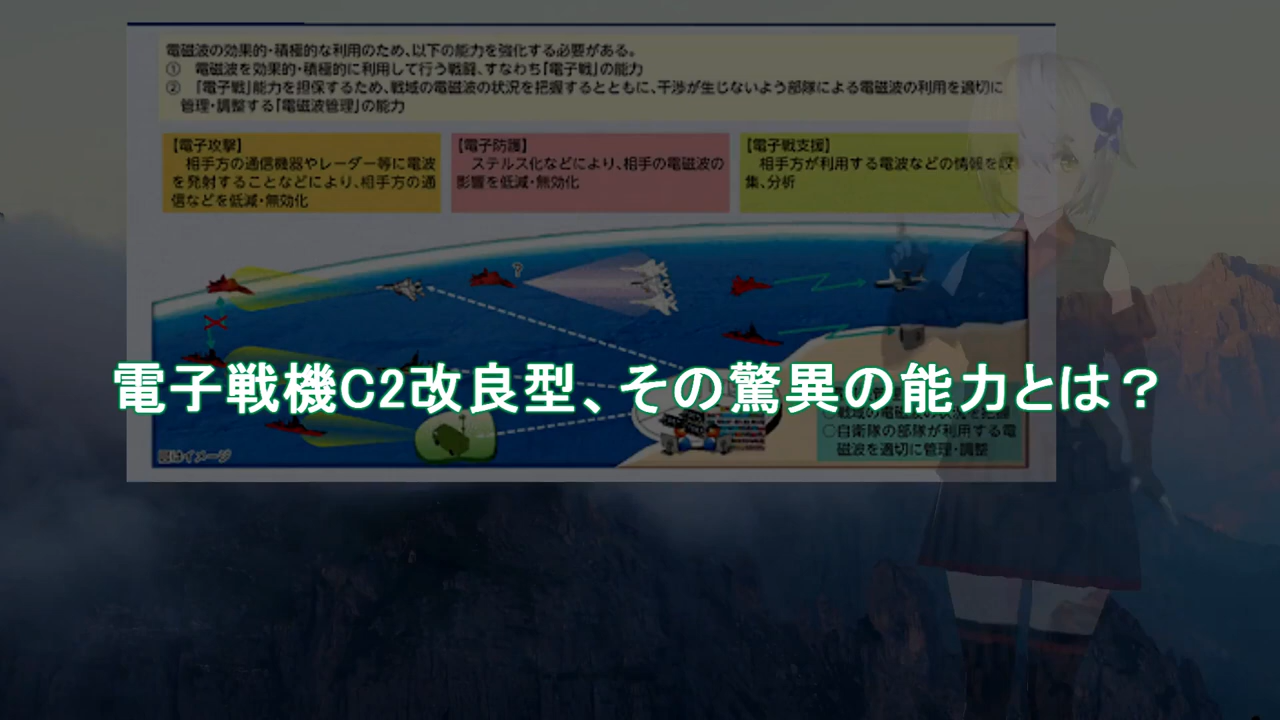 電磁波の効果的・積極的な利用のため、以下の能力を強化する必要がある。
① 電磁波を効果的・積極的に利用して行う戦闘、すなわち「電子戦」の能力
② 「電子戦」能力を担保するため、戦域の電磁波の状況を把握するとともに、干渉が生じないよう部隊による電磁波の利用を適切に
管理・調整する「電磁波管理」の能力
【電子攻撃】
相手方の通信機器やレーダー等に電波
を発射することなどにより、相手方の通
信などを低減・無効化
【電子防護】
ステルス化などにより、相手の電磁波の
影響を低減・無効化
【電子戦支援】
相手方が利用する電波などの情報を収
集、分析
?
電子戦機C2改良型、その驚異の能力とは？
戦域の電磁波の状況を把握
○自衛隊の部隊が利用する電
磁波を適切に管理・調整
図はイメージ